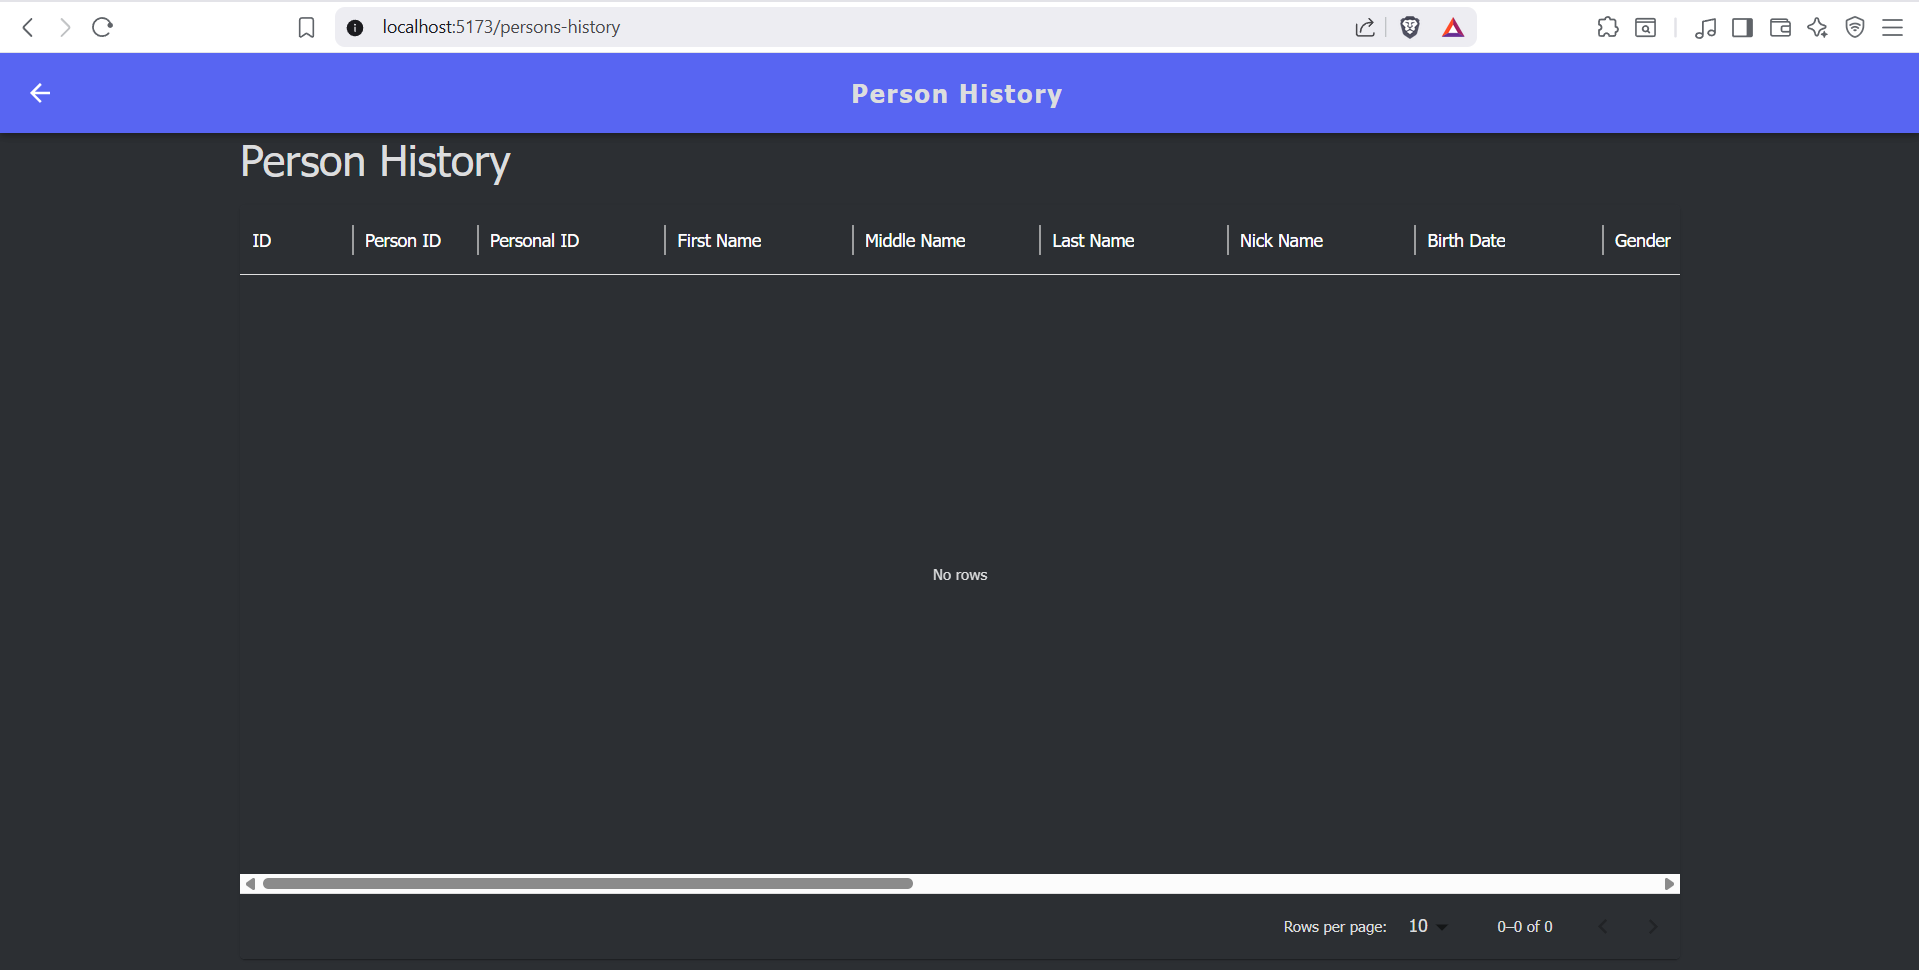 localhost:5173/persons-history
Person History
Person History
ID Person ID Personal ID First Name Middle Name Last Name Nick Name Birth Date Gender
No rows
Rows per page: 10 0–0 of 0